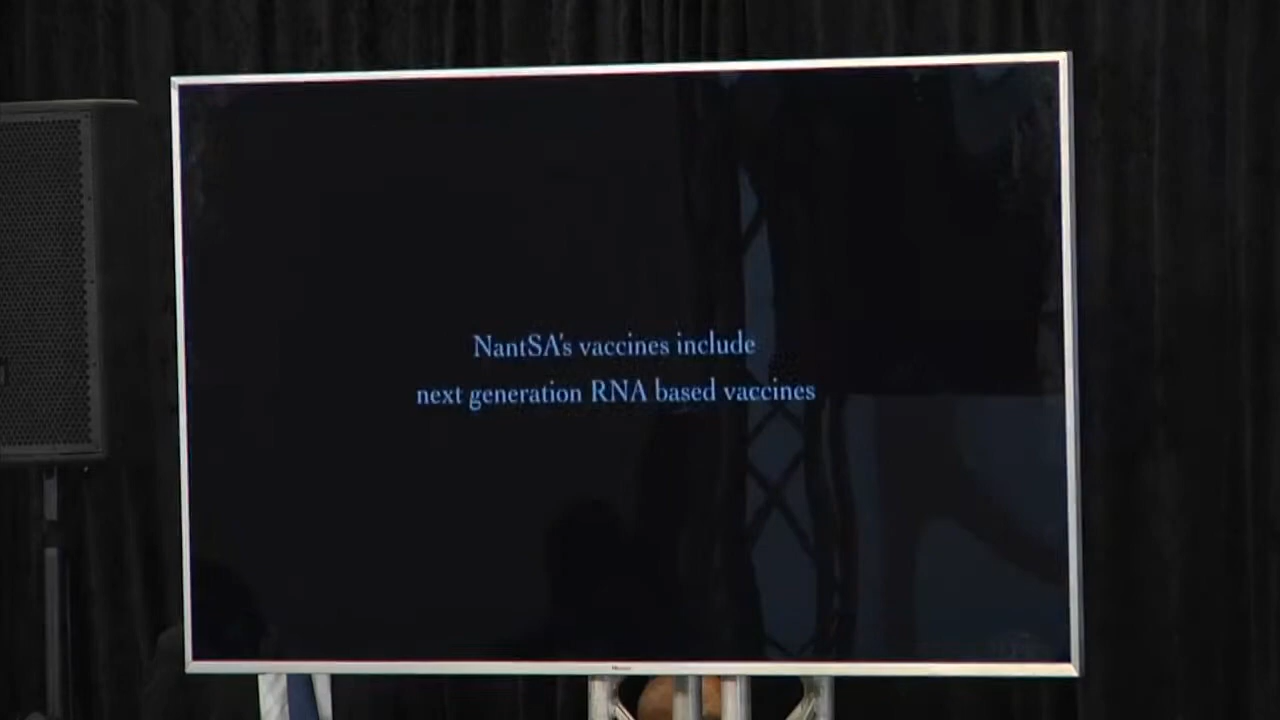 NantSA's vaccines include
next generation RNA based vaccines